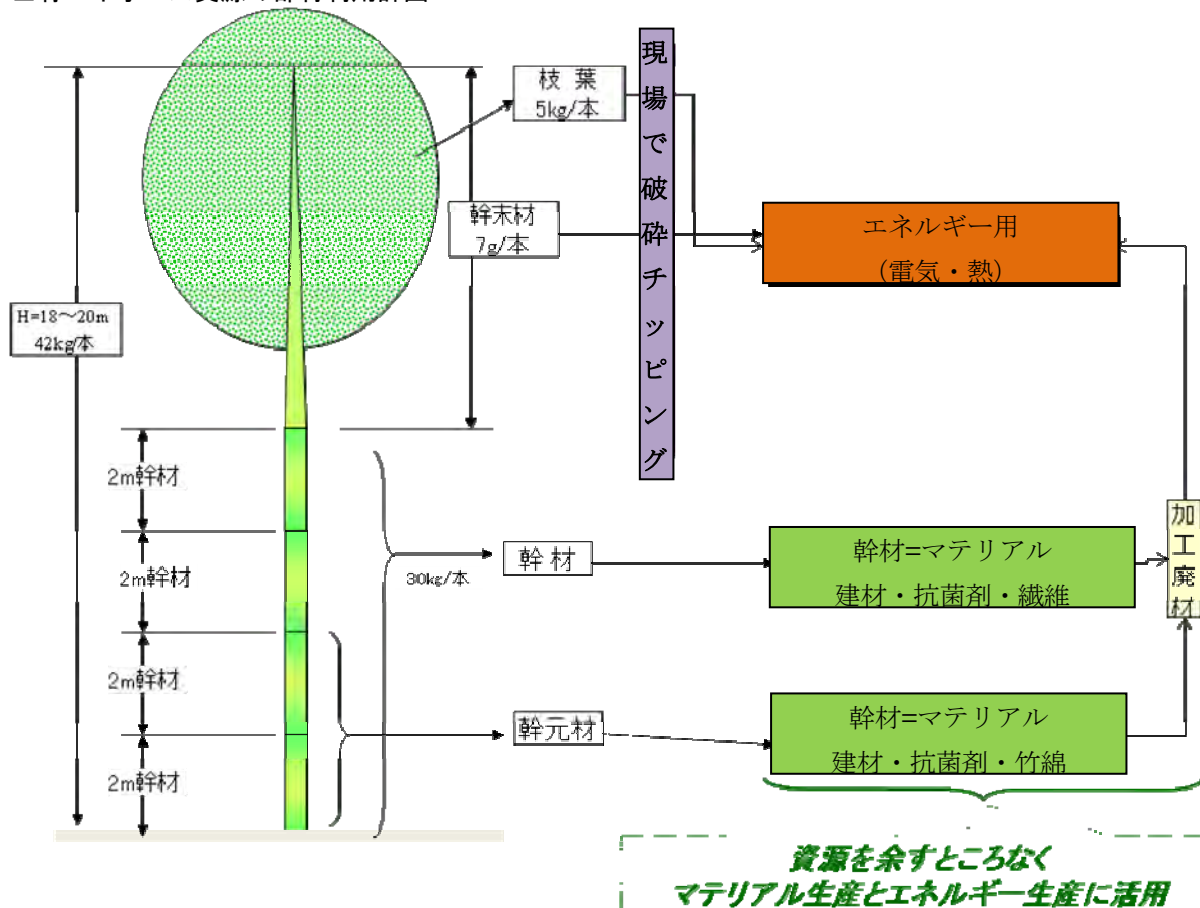 枝葉
5kg/本
幹末材
7g/本
現場で破砕チッピング
エネルギー用
(電気・熱)
H=18～20m
42kg/本
2m幹材
2m幹材
2m幹材
2m幹材
30kg/本
幹材
幹材=マテリアル
建材・抗菌剤・繊維
加工廃材
幹元材
幹材=マテリアル
建材・抗菌剤・竹綿
資源を余すところなく
マテリアル生産とエネルギー生産に活用